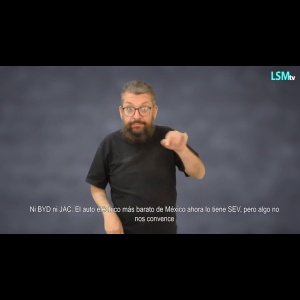 LSMtv
Ni BYD ni JAC. El auto eléctrico más barato de México ahora lo tiene SEV, pero algo no
nos convence